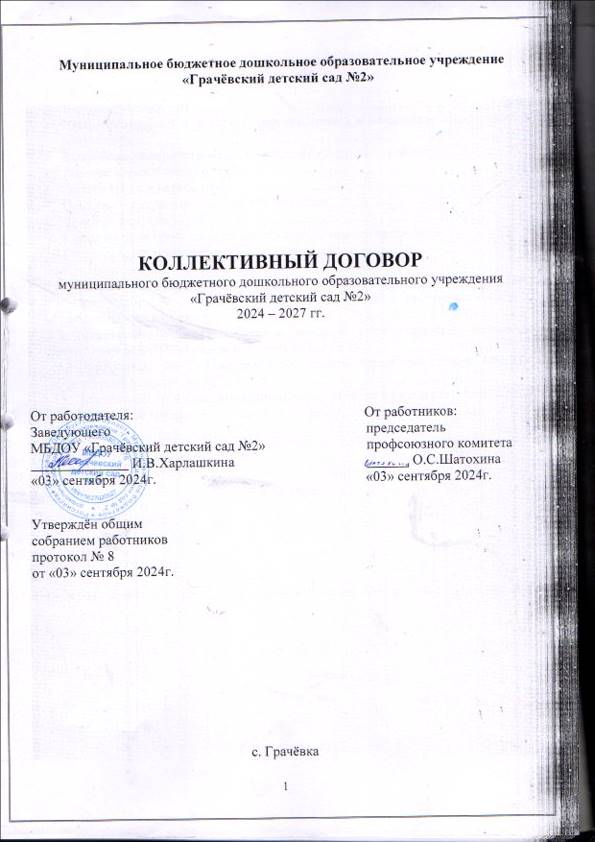 Муниципальное бюджетное дошкольное образовательное учреждение
«Грачёвский детский сад №2»
КОЛЛЕКТИВНЫЙ ДОГОВОР
муниципального бюджетного дошкольного образовательного учреждения
«Грачёвский детский сад №2»
2024 – 2027 гг.
От работодателя:
Заведующего
МБДОУ «Грачёвский детский сад №2»
И.В.Харлашкина
«03» сентября 2024г.
От работников:
председатель
профсоюзного комитета
О.С.Шатохина
«03» сентября 2024г.
Утверждён общим
собранием работников
протокол № 8
от «03» сентября 2024г.
с. Грачёвка
1